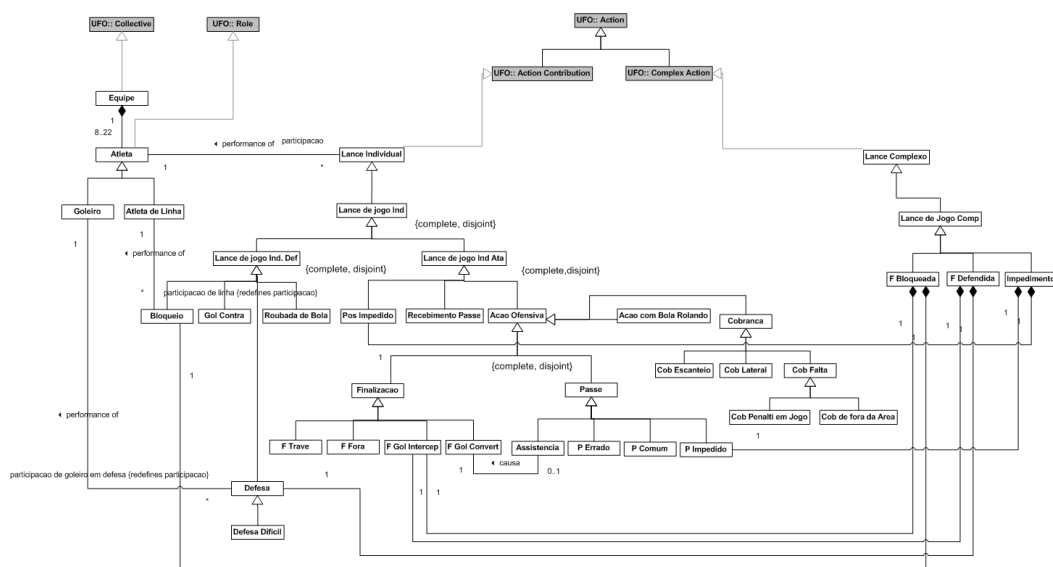 UFO:: Collective
UFO:: Role
UFO:: Action
UFO:: Action Contribution
UFO:: Complex Action
Equipe
1
8..22
Atleta
1
◄ performance of
participacao
*
Lance Individual
Lance Complexo
Goleiro
Atleta de Linha
Lance de jogo Ind
Lance de Jogo Comp
1
1
{complete, disjoint}
◄ performance of
Lance de jogo Ind. Def
Lance de jogo Ind Ata
{complete, disjoint}
{complete,disjoint}
F Bloqueada
F Defendida
Impedimento
*
participacao de linha {redefines participacao}
Bloqueio
Gol Contra
Roubada de Bola
Pos Impedido
Recebimento Passe
Acao Ofensiva
Acao com Bola Rolando
Cobranca
1
1
1
1
1
1
1
1
{complete, disjoint}
Cob Escanteio
Cob Lateral
Cob Falta
Finalizacao
Passe
◄ performance of
Cob Penalti em Jogo
Cob de fora da Area
F Trave
F Fora
F Gol Intercep
F Gol Convert
Assistencia
P Errado
P Comum
P Impedido
1
◄ causa
participacao de goleiro em defesa {redefines participacao}
1
1
0..1
Defesa
1
1
*
Defesa Dificil